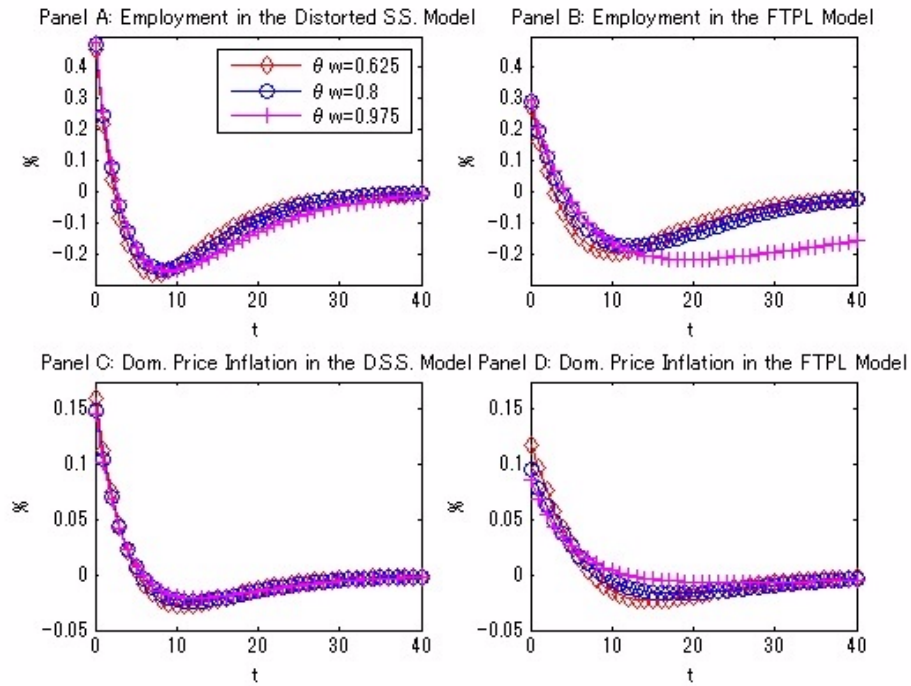 Panel A: Employment in the Distorted S.S. Model
0.4
0.3
0.2
0.1
0
-0.1
-0.2
%
0 10 20 30 40
t
θw=0.625
θw=0.8
θw=0.975
Panel B: Employment in the FTPL Model
0.4
0.3
0.2
0.1
0
-0.1
-0.2
%
0 10 20 30 40
t
Panel C: Dom. Price Inflation in the D.S.S. Model
0.15
0.1
0.05
0
-0.05
%
0 10 20 30 40
t
Panel D: Dom. Price Inflation in the FTPL Model
0.15
0.1
0.05
0
-0.05
%
0 10 20 30 40
t